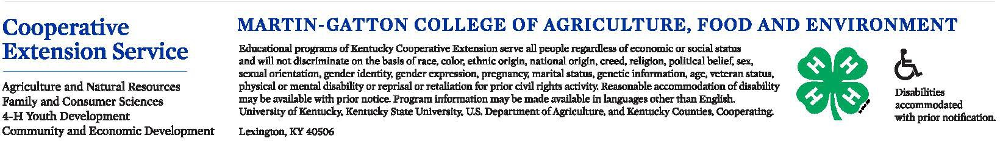 Cooperative
Extension Service
Agriculture and Natural Resources
Family and Consumer Sciences
4-H Youth Development
Community and Economic Development
MARTIN-GATTON COLLEGE OF AGRICULTURE, FOOD AND ENVIRONMENT
Educational programs of Kentucky Cooperative Extension serve all people regardless of economic or social status
and will not discriminate on the basis of race, color, ethnic origin, national origin, creed, religion, political belief, sex,
sexual orientation, gender identity, gender expression, pregnancy, marital status, genetic information, age, veteran status,
physical or mental disability or reprisal or retaliation for prior civil rights activity. Reasonable accommodation of disability
may be available with prior notice. Program information may be made available in languages other than English.
University of Kentucky, Kentucky State University, U.S. Department of Agriculture, and Kentucky Counties, Cooperating.
Lexington, KY 40506
H H
H H
Disabilities
accommodated
with prior notification.